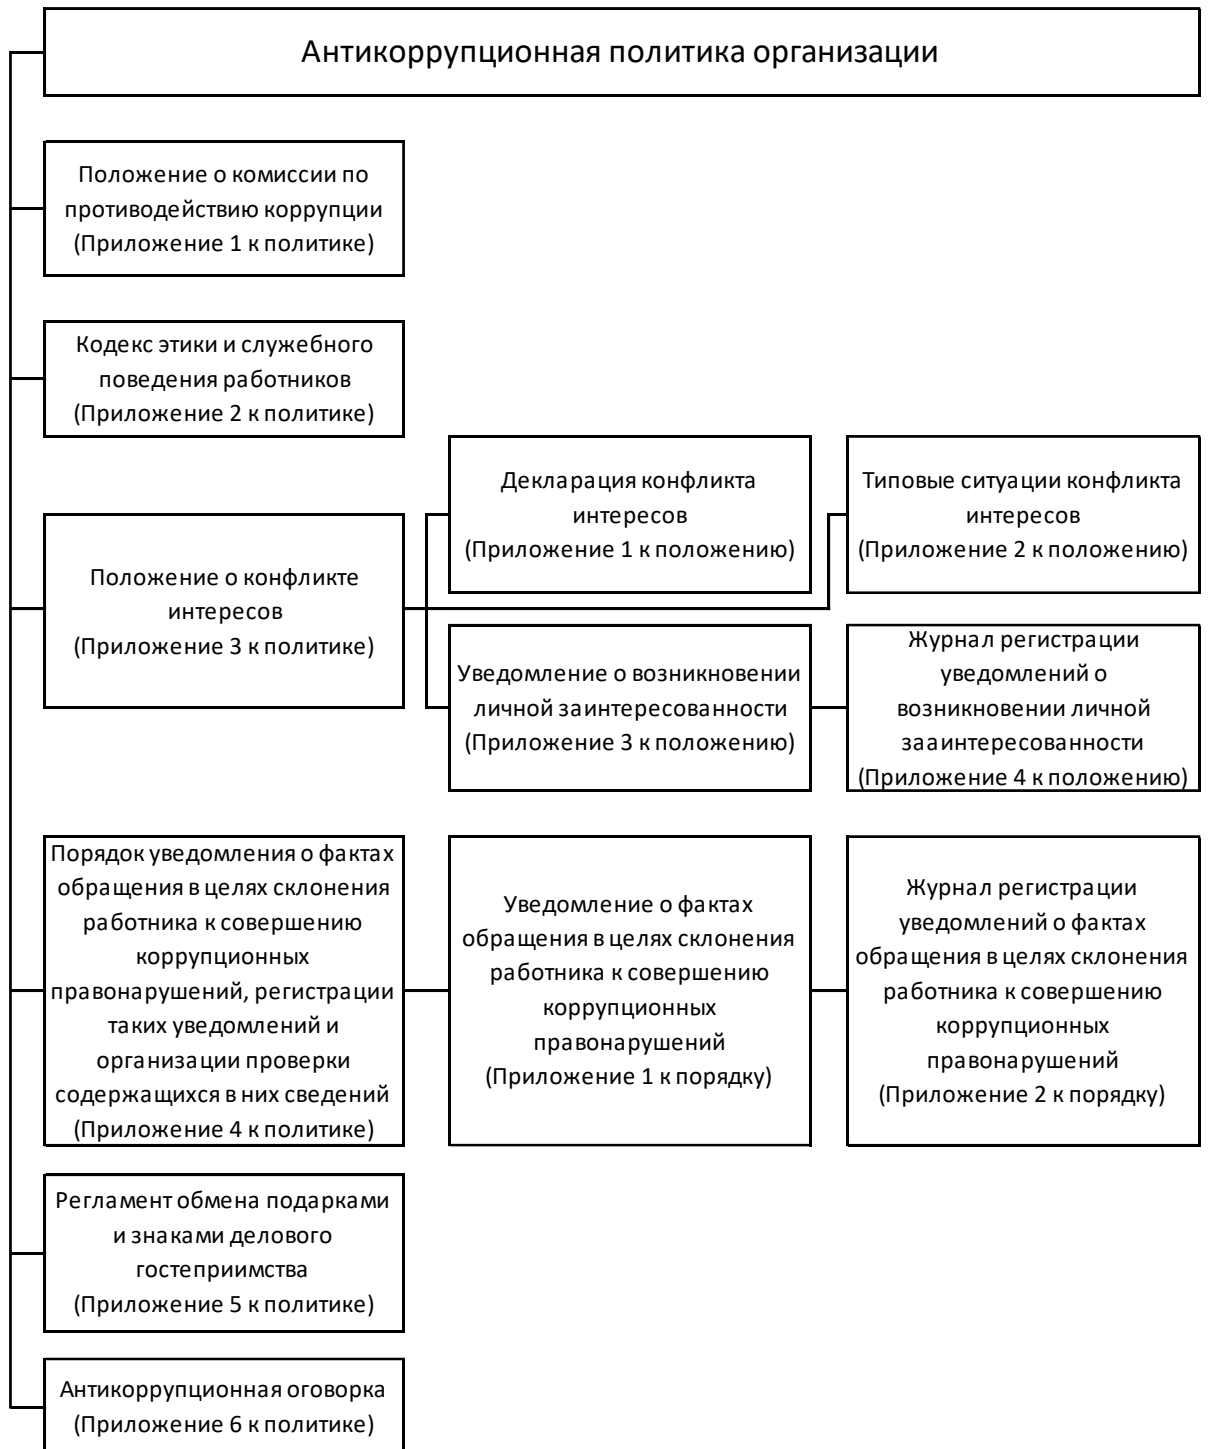 Антикоррупционная политика организации
Положение о комиссии по
противодействию коррупции
(Приложение 1 к политике)
Кодекс этики и служебного
поведения работников
(Приложение 2 к политике)
Положение о конфликте
интересов
(Приложение 3 к политике)
Декларация конфликта
интересов
(Приложение 1 к положению)
Типовые ситуации конфликта
интересов
(Приложение 2 к положению)
Уведомление о возникновении
личной заинтересованности
(Приложение 3 к положению)
Журнал регистрации
уведомлений о
возникновении личной
зааинтересованности
(Приложение 4 к положению)
Порядок уведомления о фактах
обращения в целях склонения
работника к совершению
коррупционных
правонарушений, регистрации
таких уведомлений и
организации проверки
содержащихся в них сведений
(Приложение 4 к политике)
Уведомление о фактах
обращения в целях склонения
работника к совершению
коррупционных
правонарушений
(Приложение 1 к порядку)
Журнал регистрации
уведомлений о фактах
обращения в целях склонения
работника к совершению
коррупционных
правонарушений
(Приложение 2 к порядку)
Регламент обмена подарками
и знаками делового
гостеприимства
(Приложение 5 к политике)
Антикоррупционная оговорка
(Приложение 6 к политике)